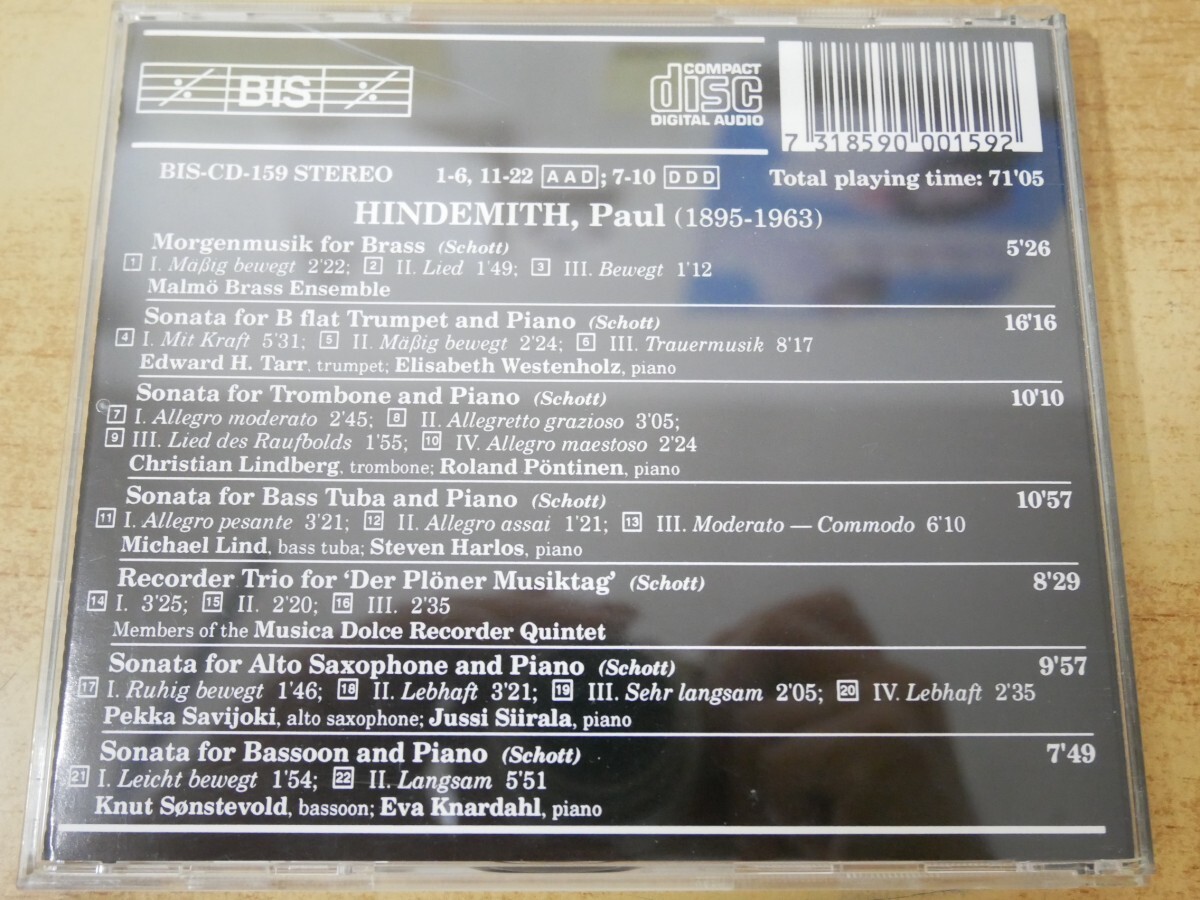 BIS
COMPACT
disc
DIGITAL AUDIO
7 318590 001592
BIS-CD-159 STEREO 1-6, 11-22 AAD; 7-10 DDD Total playing time: 71'05
HINDEMITH, Paul (1895-1963)
Morgenmusik for Brass (Schott) 5'26
1 I. Mäßig bewegt 2'22; 2 II. Lied 1'49; 3 III. Bewegt 1'12
Malmö Brass Ensemble
Sonata for B flat Trumpet and Piano (Schott) 16'16
4 I. Mit Kraft 5'31; 5 II. Mäßig bewegt 2'24; 6 III. Trauermusik 8'17
Edward H. Tarr, trumpet; Elisabeth Westenholz, piano
Sonata for Trombone and Piano (Schott) 10'10
7 I. Allegro moderato 2'45; 8 II. Allegretto grazioso 3'05;
9 III. Lied des Raufbolds 1'55; 10 IV. Allegro maestoso 2'24
Christian Lindberg, trombone; Roland Pöntinen, piano
Sonata for Bass Tuba and Piano (Schott) 10'57
11 I. Allegro pesante 3'21; 12 II. Allegro assai 1'21; 13 III. Moderato — Commodo 6'10
Michael Lind, bass tuba; Steven Harlos, piano
Recorder Trio for ‘Der Plöner Musiktag’ (Schott) 8'29
14 I. 3'25; 15 II. 2'20; 16 III. 2'35
Members of the Musica Dolce Recorder Quintet
Sonata for Alto Saxophone and Piano (Schott) 9'57
17 I. Ruhig bewegt 1'46; 18 II. Lebhaft 3'21; 19 III. Sehr langsam 2'05; 20 IV. Lebhaft 2'35
Pekka Savijoki, alto saxophone; Jussi Siirala, piano
Sonata for Bassoon and Piano (Schott) 7'49
21 I. Leicht bewegt 1'54; 22 II. Langsam 5'51
Knut Sønstevold, bassoon; Eva Knardahl, piano